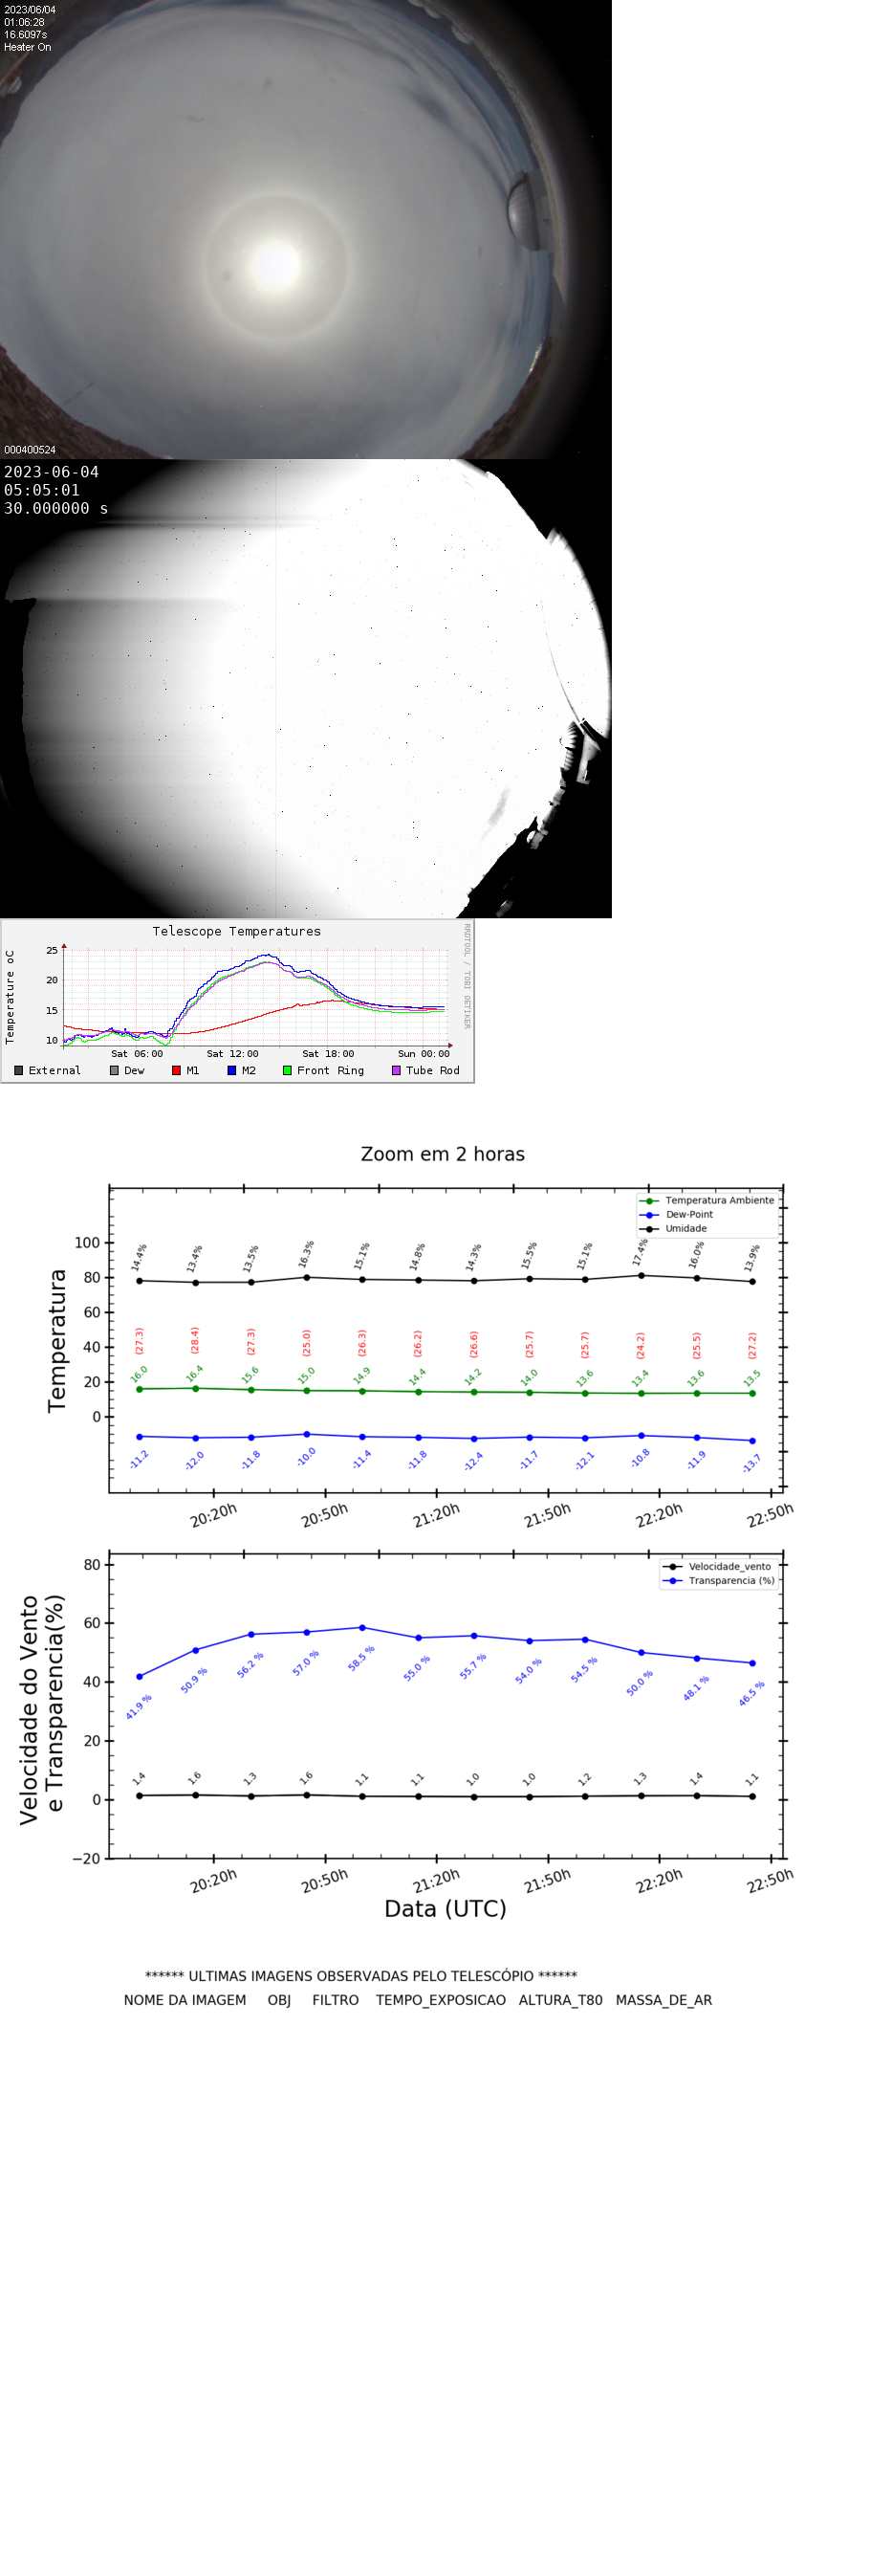 2023/06/04
01:06:28
16.6097s
Heater On
000400524
2023-06-04
05:05:01
30.000000 s
Telescope Temperatures
RRDTOOL / TOBI OETIKER
Temperature oC
25
20
15
10
Sat 06:00 Sat 12:00 Sat 18:00 Sun 00:00
External Dew M1 M2 Front Ring Tube Rod
Zoom em 2 horas
Temperatura Ambiente
Dew-Point
Umidade
Temperatura
100
80
60
40
20
0
14.4% 13.4% 13.5% 16.3% 15.1% 14.8% 14.3% 15.5% 15.1% 17.4% 16.0% 13.9%
(27.3) (28.4) (27.3) (25.0) (26.3) (26.2) (26.6) (25.7) (25.7) (24.2) (25.5) (27.2)
16.0 16.4 15.6 15.0 14.9 14.4 14.2 14.0 13.6 13.4 13.6 13.5
-11.2 -12.0 -11.8 -10.0 -11.4 -11.8 -12.4 -11.7 -12.1 -10.8 -11.9 -13.7
20:20h 20:50h 21:20h 21:50h 22:20h 22:50h
Velocidade_vento
Transparencia (%)
Velocidade do Vento
e Transparencia(%)
80
60
40
20
0
−20
41.9 % 50.9 % 56.2 % 57.0 % 58.5 % 55.0 % 55.7 % 54.0 % 54.5 % 50.0 % 48.1 % 46.5 %
1.4 1.6 1.3 1.6 1.1 1.1 1.0 1.0 1.2 1.3 1.4 1.1
20:20h 20:50h 21:20h 21:50h 22:20h 22:50h
Data (UTC)
****** ULTIMAS IMAGENS OBSERVADAS PELO TELESCÓPIO ******
NOME DA IMAGEM OBJ FILTRO TEMPO_EXPOSICAO ALTURA_T80 MASSA_DE_AR